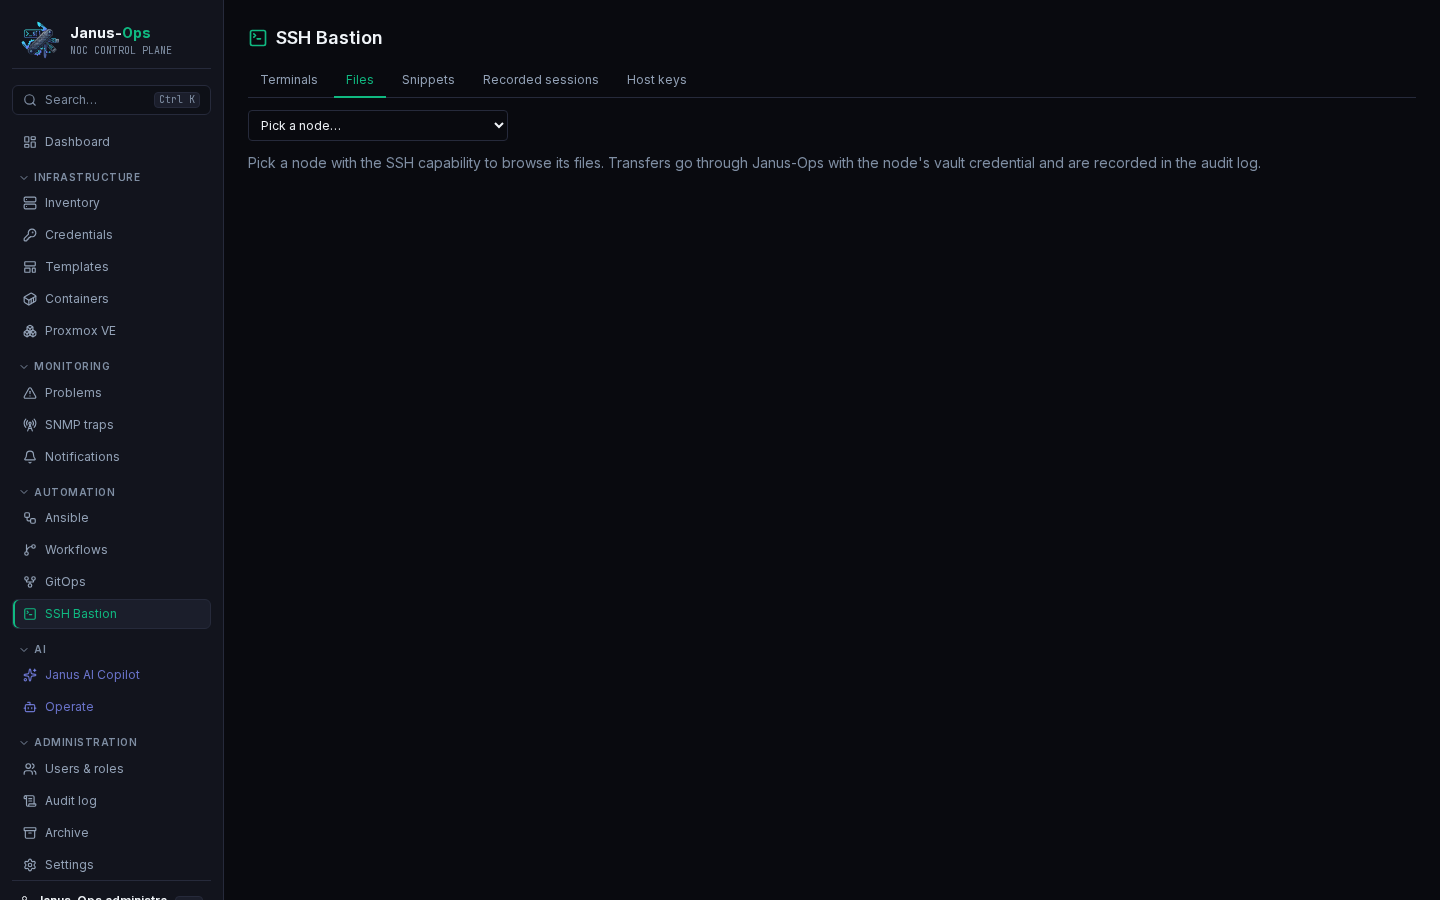 Janus-Ops
NOC CONTROL PLANE
Search…
Ctrl K
Dashboard
INFRASTRUCTURE
Inventory
Credentials
Templates
Containers
Proxmox VE
MONITORING
Problems
SNMP traps
Notifications
AUTOMATION
Ansible
Workflows
GitOps
SSH Bastion
AI
Janus AI Copilot
Operate
ADMINISTRATION
Users & roles
Audit log
Archive
Settings
Janus-Ops administra
SSH Bastion
Terminals
Files
Snippets
Recorded sessions
Host keys
Pick a node…
Pick a node with the SSH capability to browse its files. Transfers go through Janus-Ops with the node's vault credential and are recorded in the audit log.